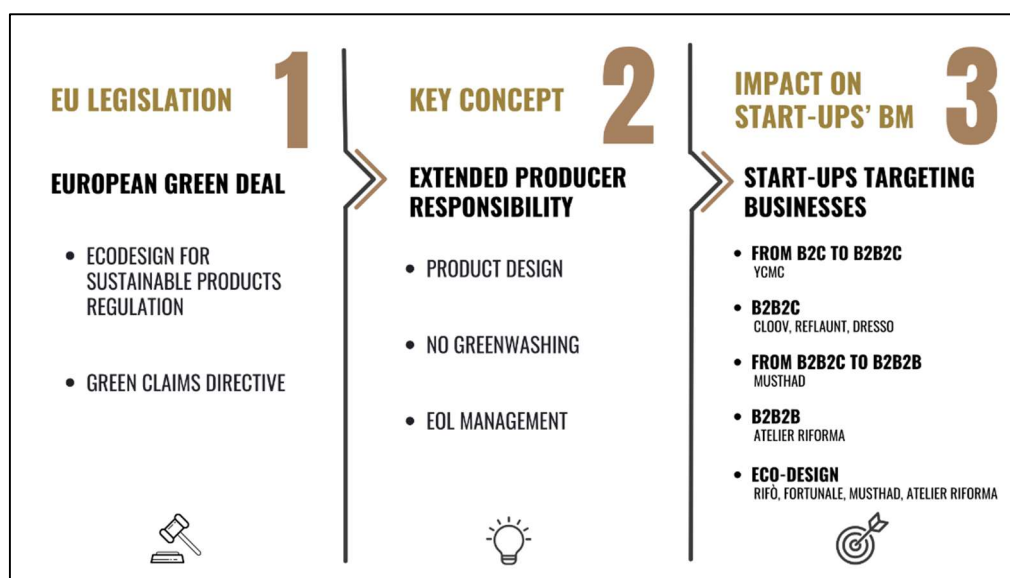 EU LEGISLATION
1
EUROPEAN GREEN DEAL
• ECODESIGN FOR
SUSTAINABLE PRODUCTS
REGULATION
• GREEN CLAIMS DIRECTIVE
KEY CONCEPT
2
EXTENDED PRODUCER
RESPONSIBILITY
• PRODUCT DESIGN
• NO GREENWASHING
• EOL MANAGEMENT
IMPACT ON
START-UPS' BM
3
START-UPS TARGETING
BUSINESSES
• FROM B2C TO B2B2C
YCMC
• B2B2C
CLOOV, REFLAUNT, DRESSO
• FROM B2B2C TO B2B2B
MUSTHAD
• B2B2B
ATELIER RIFORMA
• ECO-DESIGN
RIFÒ, FORTUNALE, MUSTHAD, ATELIER RIFORMA